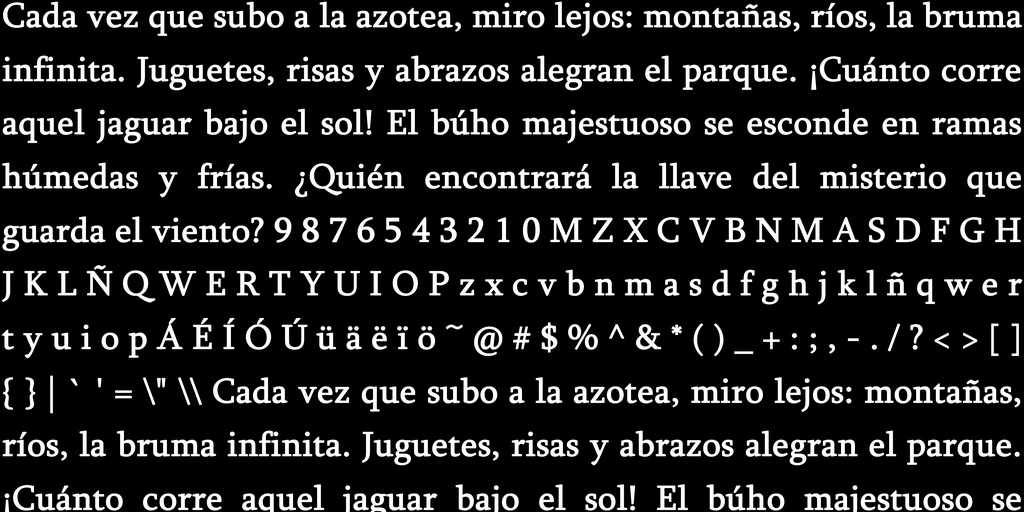 Cada vez que subo a la azotea, miro lejos: montañas, ríos, la bruma
infinita. Juguetes, risas y abrazos alegran el parque. ¡Cuánto corre
aquel jaguar bajo el sol! El búho majestuoso se esconde en ramas
húmedas y frías. ¿Quién encontrará la llave del misterio que
guarda el viento? 9 8 7 6 5 4 3 2 1 0 M Z X C V B N M A S D F G H
J K L Ñ Q W E R T Y U I O P z x c v b n m a s d f g h j k l ñ q w e r
t y u i o p Á É Í Ó Ú ü ä ë ï ö ~ @ # $ % ^ & * ( ) _ + : ; , - . / ? < > [ ]
{ } | ` ' = \" \\ Cada vez que subo a la azotea, miro lejos: montañas,
ríos, la bruma infinita. Juguetes, risas y abrazos alegran el parque.
¡Cuánto corre aquel jaguar bajo el sol! El búho majestuoso se